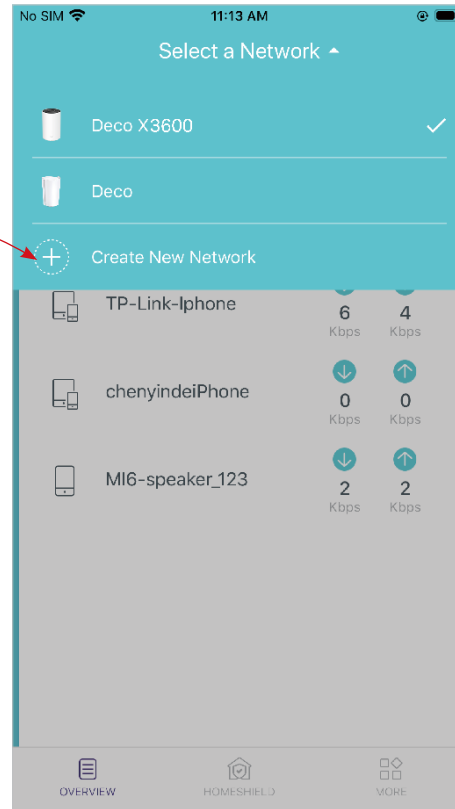 No SIM 11:13 AM
Select a Network
Deco X3600
Deco
Create New Network
TP-Link-Iphone
6 4
Kbps Kbps
chenyindeiPhone
0 0
Kbps Kbps
MI6-speaker_123
2 2
Kbps Kbps
OVERVIEW HOMESHIELD MORE